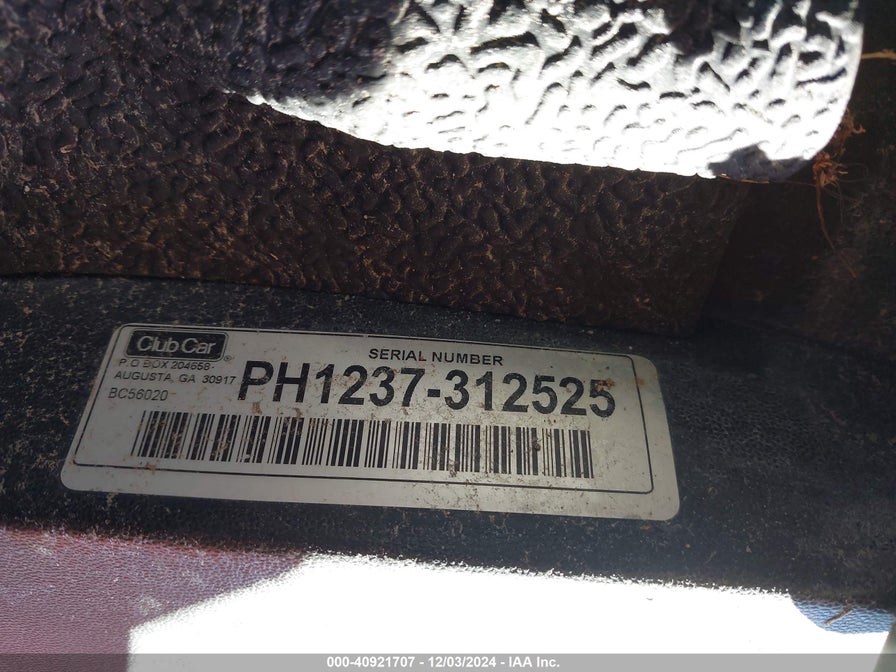 Club Car®
SERIAL NUMBER
P.O BOX 204658
AUGUSTA, GA 30917
PH1237-312525
BC56020
000-40921707 - 12/03/2024 - IAA Inc.